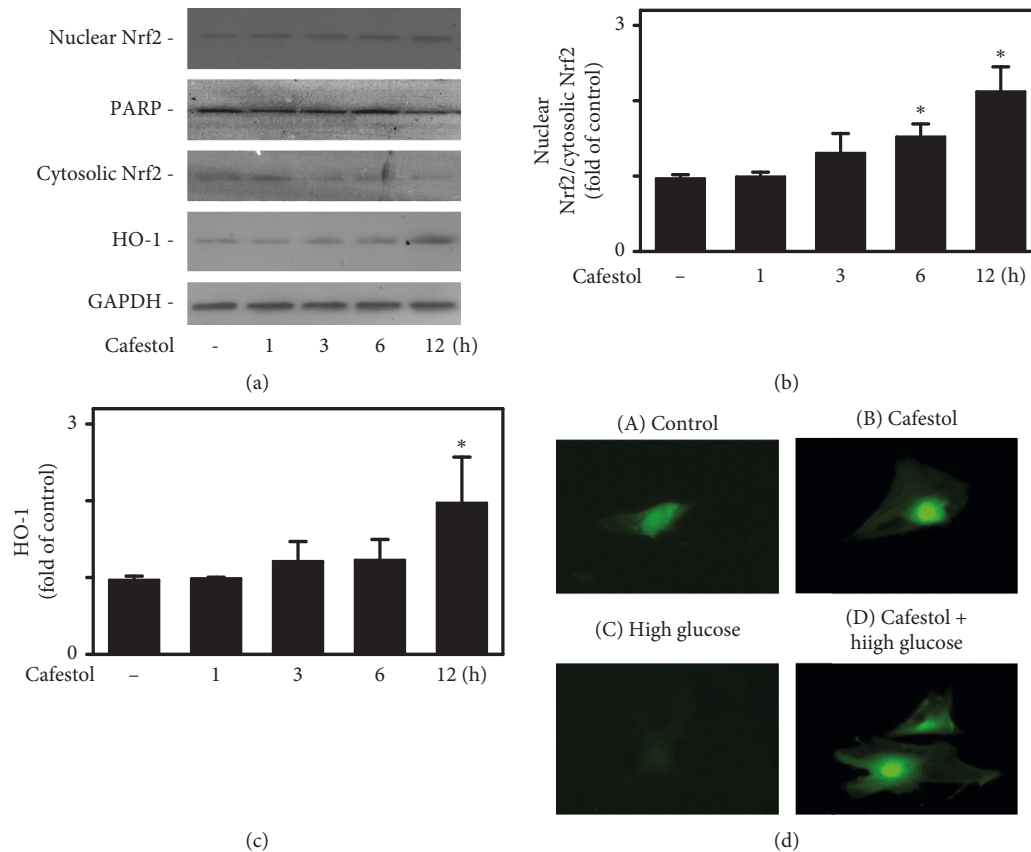 Nuclear Nrf2 -
PARP -
Cytosolic Nrf2 -
HO-1 -
GAPDH -
Cafestol - 1 3 6 12 (h)
(a)
3
0
Nuclear
Nrf2/cytosolic Nrf2
(fold of control)
*
*
Cafestol – 1 3 6 12 (h)
(b)
3
0
HO-1
(fold of control)
*
Cafestol – 1 3 6 12 (h)
(c)
(A) Control
(B) Cafestol
(C) High glucose
(D) Cafestol +
hiigh glucose
(d)